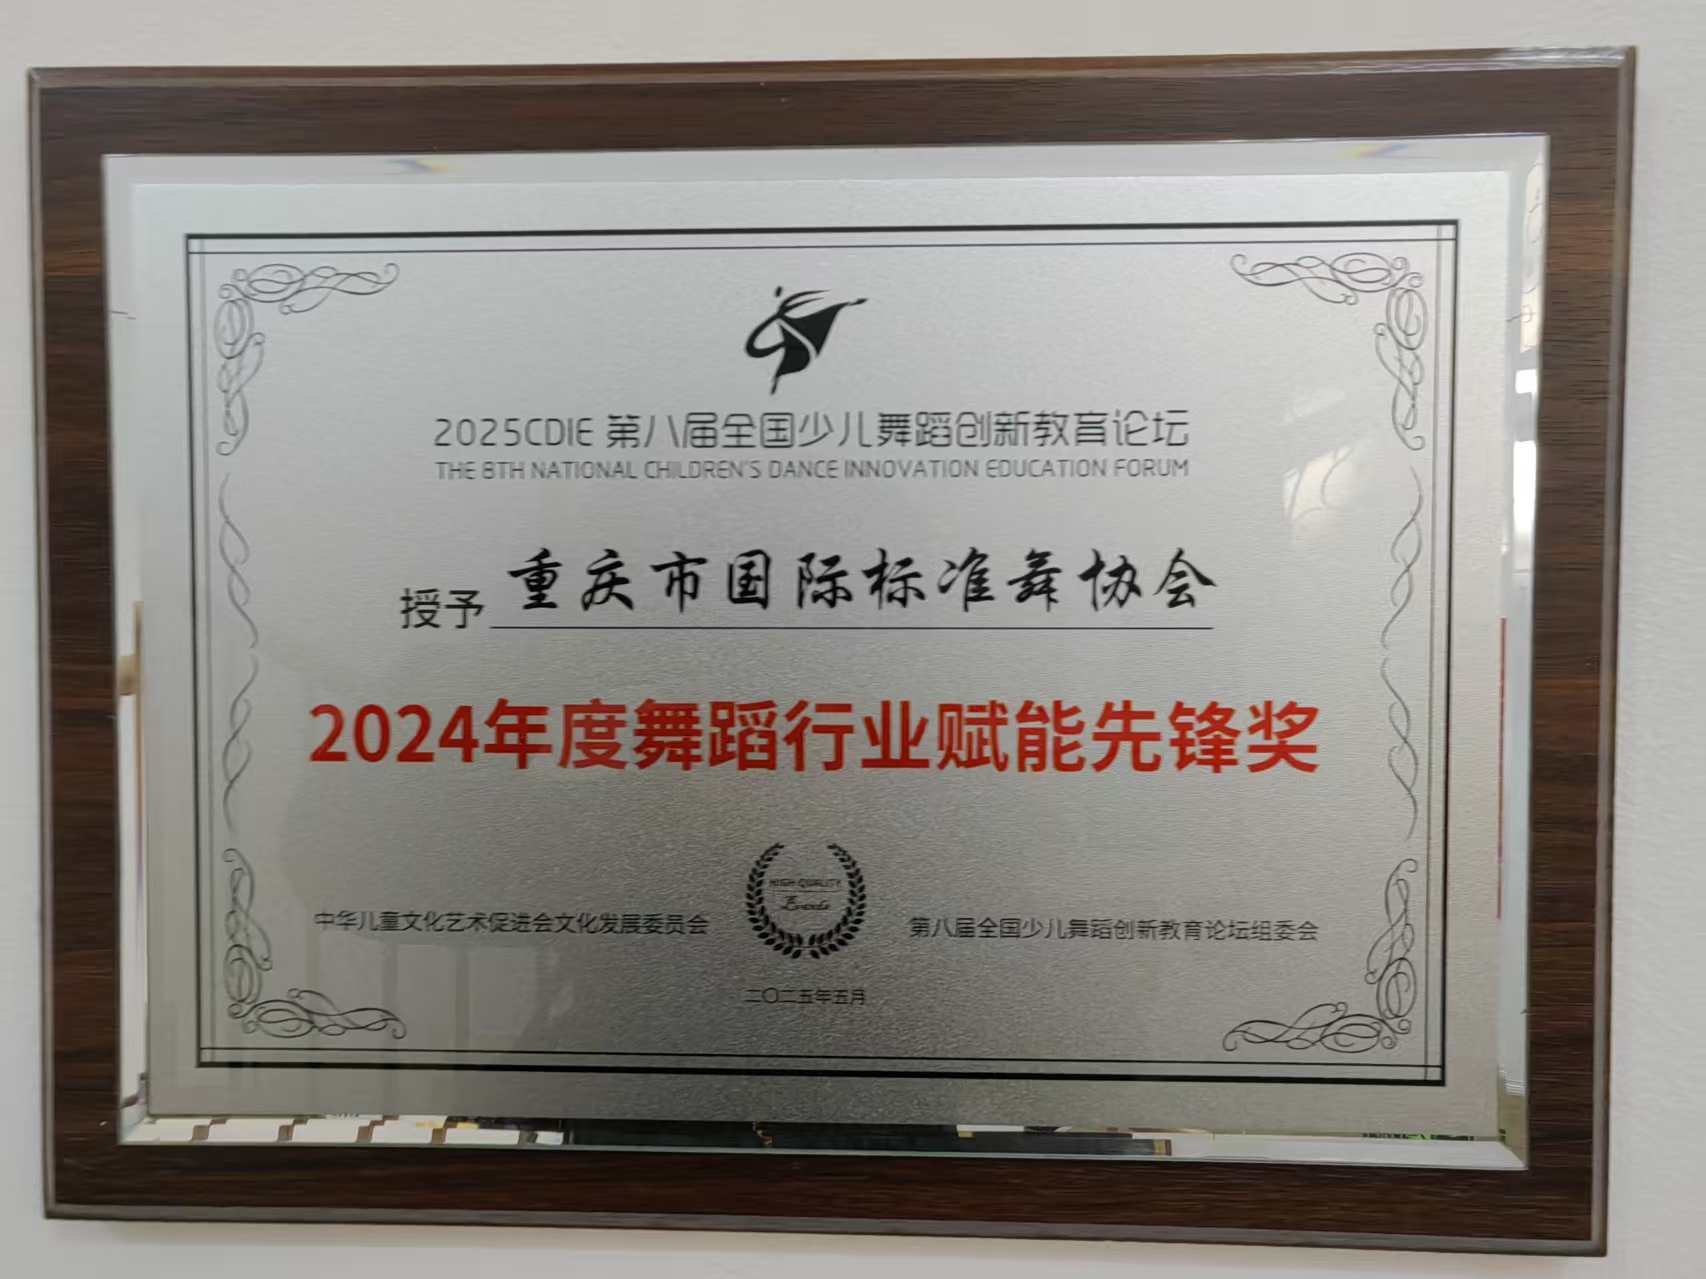 2025CDIE 第八届全国少儿舞蹈创新教育论坛
THE 8TH NATIONAL CHILDREN'S DANCE INNOVATION EDUCATION FORUM
授予 重庆市国际标准舞协会
2024年度舞蹈行业赋能先锋奖
HIGH QUALITY
Brands
中华儿童文化艺术促进会文化发展委员会
第八届全国少儿舞蹈创新教育论坛组委会
二〇二五年五月